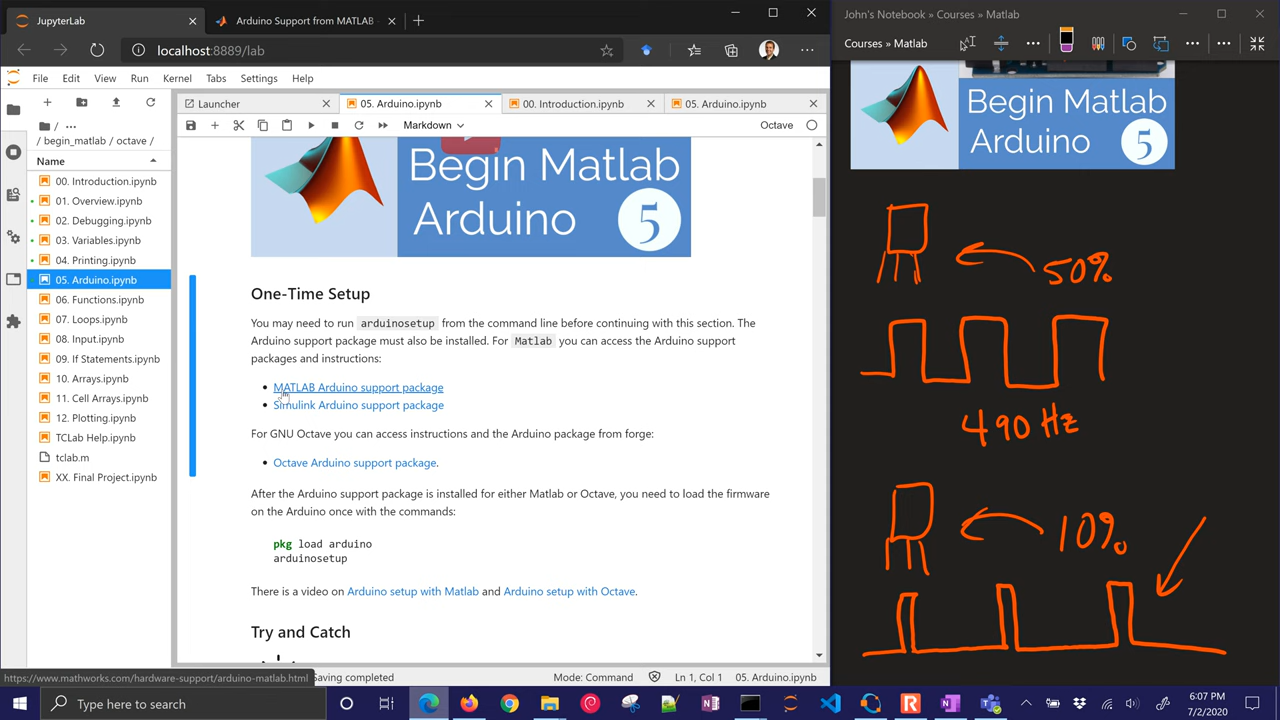 JupyterLab
Arduino Support from MATLAB
localhost:8889/lab
File Edit View Run Kernel Tabs Settings Help
Launcher
05. Arduino.ipynb
00. Introduction.ipynb
05. Arduino.ipynb
Markdown
Octave
/ ...
/ begin_matlab / octave /
Name
00. Introduction.ipynb
01. Overview.ipynb
02. Debugging.ipynb
03. Variables.ipynb
04. Printing.ipynb
05. Arduino.ipynb
06. Functions.ipynb
07. Loops.ipynb
08. Input.ipynb
09. If Statements.ipynb
10. Arrays.ipynb
11. Cell Arrays.ipynb
12. Plotting.ipynb
TCLab Help.ipynb
tclab.m
XX. Final Project.ipynb
Begin Matlab
Arduino 5
One-Time Setup
You may need to run arduinosetup from the command line before continuing with this section. The
Arduino support package must also be installed. For Matlab you can access the Arduino support
packages and instructions:
• MATLAB Arduino support package
• Simulink Arduino support package
For GNU Octave you can access instructions and the Arduino package from forge:
• Octave Arduino support package.
After the Arduino support package is installed for either Matlab or Octave, you need to load the firmware
on the Arduino once with the commands:
pkg load arduino
arduinosetup
There is a video on Arduino setup with Matlab and Arduino setup with Octave.
Try and Catch
https://www.mathworks.com/hardware-support/arduino-matlab.html
Saving completed
Mode: Command
Ln 1, Col 1
05. Arduino.ipynb
John's Notebook » Courses » Matlab
Courses » Matlab
Begin Matlab
Arduino 5
50%
490 Hz
10%
Type here to search
6:07 PM
7/2/2020